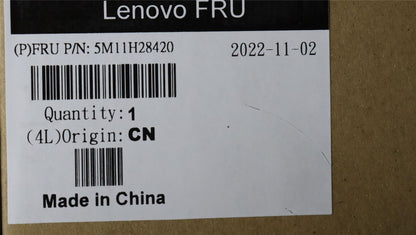 Lenovo FRU
(P)FRU P/N: 5M11H28420 2022-11-02
Quantity: 1
(4L)Origin: CN
Made in China